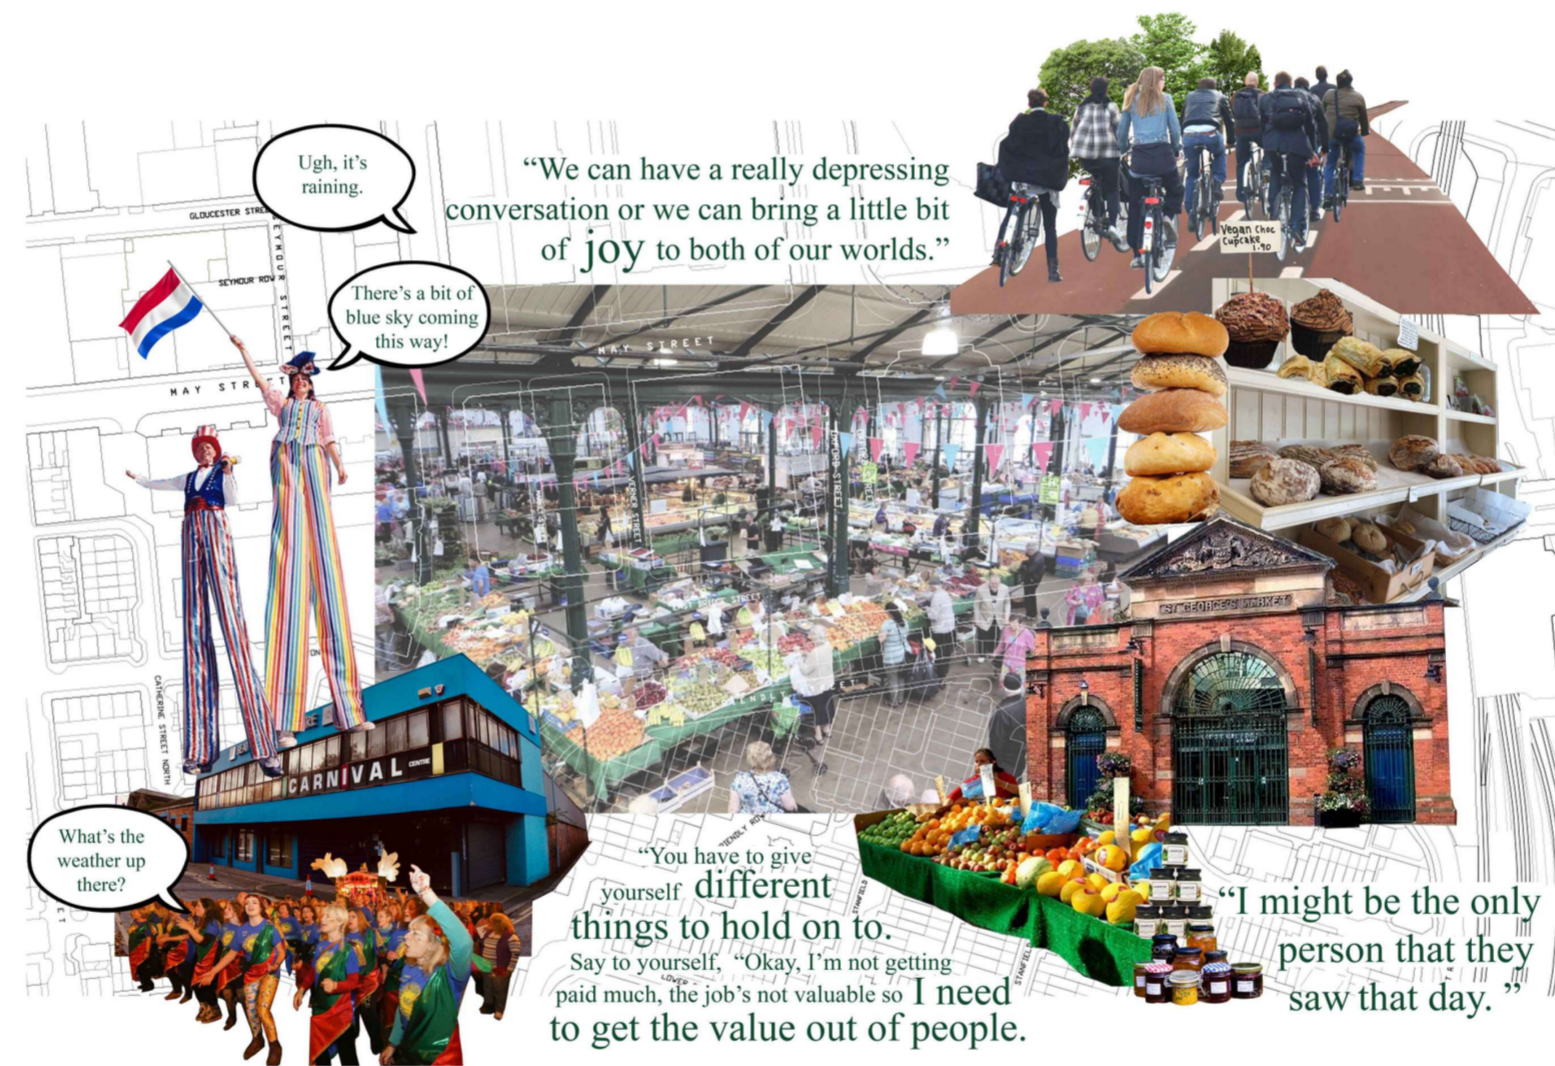 Ugh, it's
raining.
"We can have a really depressing
conversation or we can bring a little bit
of joy to both of our worlds."
GLOUCESTER STREET
SEYMOUR STREET
SEYMOUR ROW
There's a bit of
blue sky coming
this way!
Vegan Choc
Cupcake
1.90
MAY STREET
MAY STREET
ST GEORGE'S MARKET
CATHERINE STREET NORTH
CARNIVAL
CENTRE
What's the
weather up
there?
"You have to give
yourself different
things to hold on to.
Say to yourself, "Okay, I'm not getting
paid much, the job's not valuable so I need
to get the value out of people.
STANFIELD
STANFIELD
LOWER
"I might be the only
person that they
saw that day. "